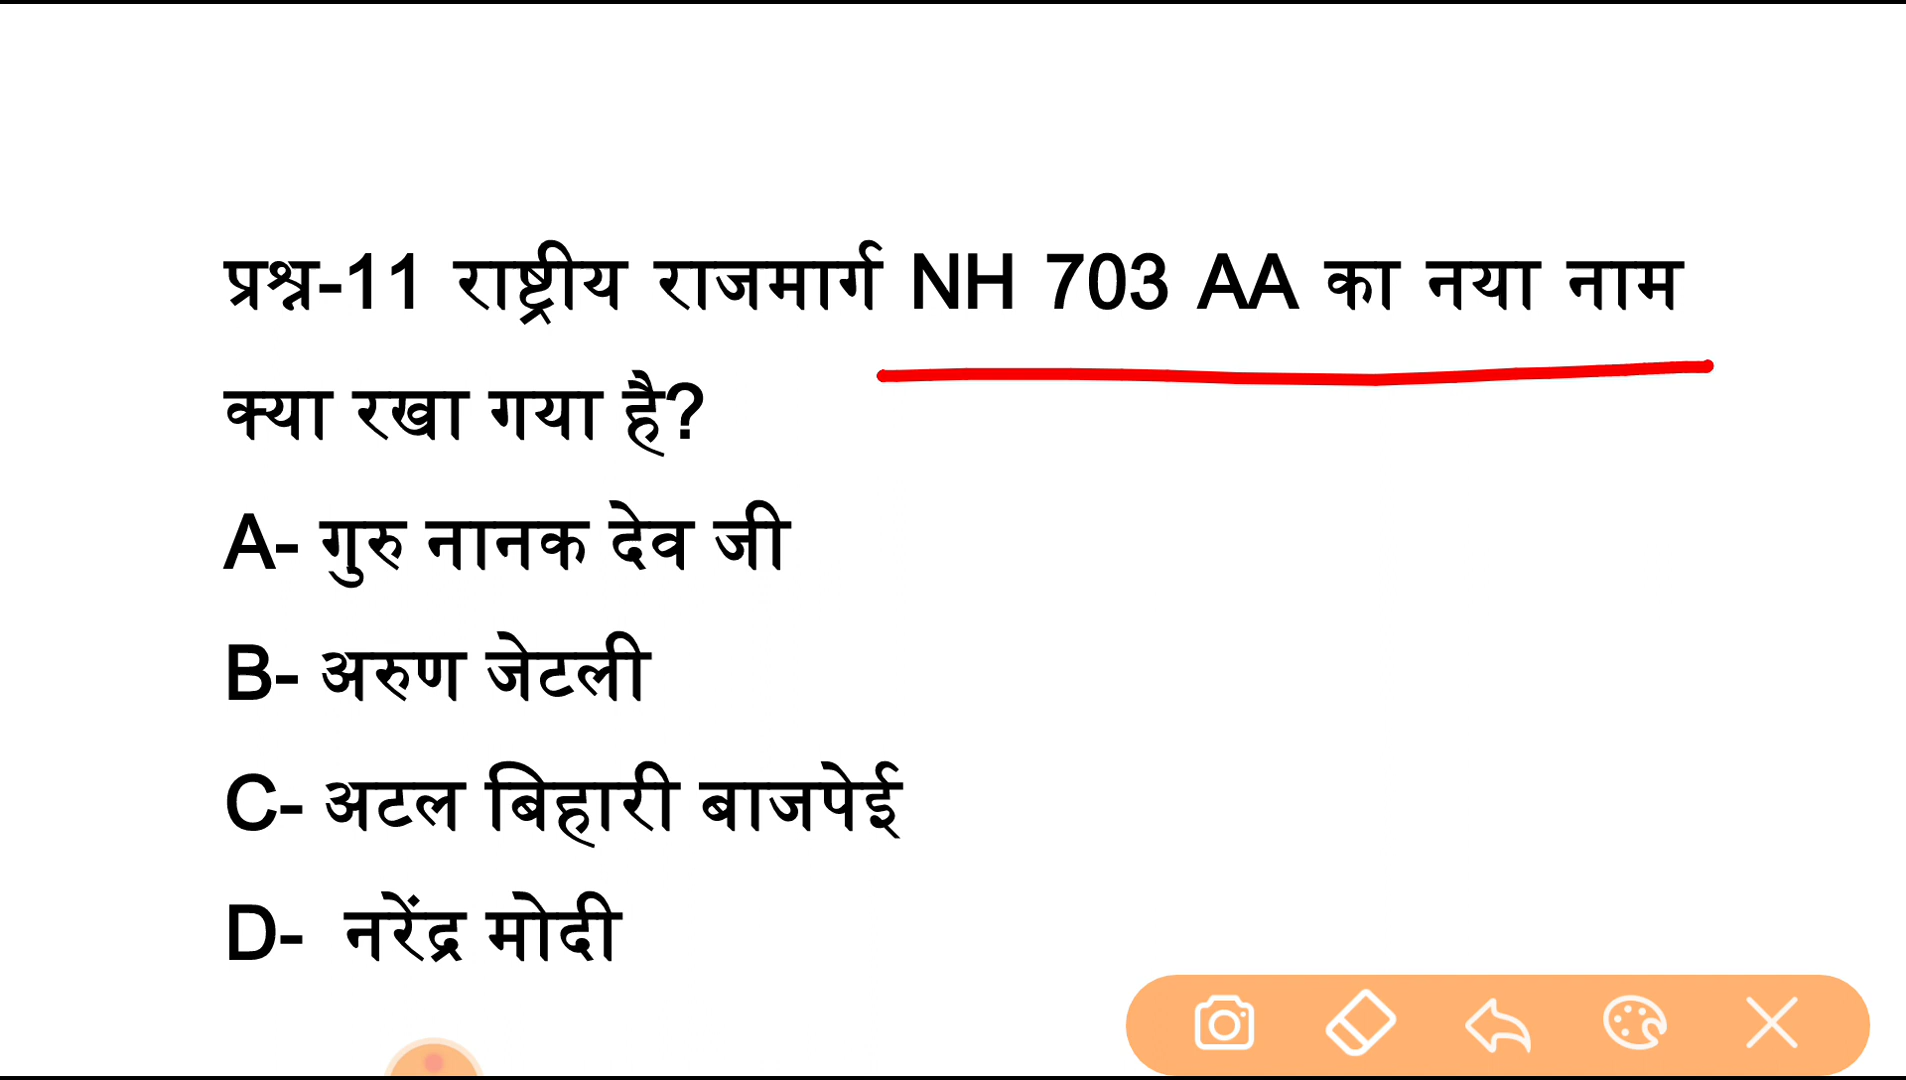 प्रश्न-11 राष्ट्रीय राजमार्ग NH 703 AA का नया नाम
क्या रखा गया है?
A- गुरु नानक देव जी
B- अरुण जेटली
C- अटल बिहारी बाजपेई
D- नरेंद्र मोदी